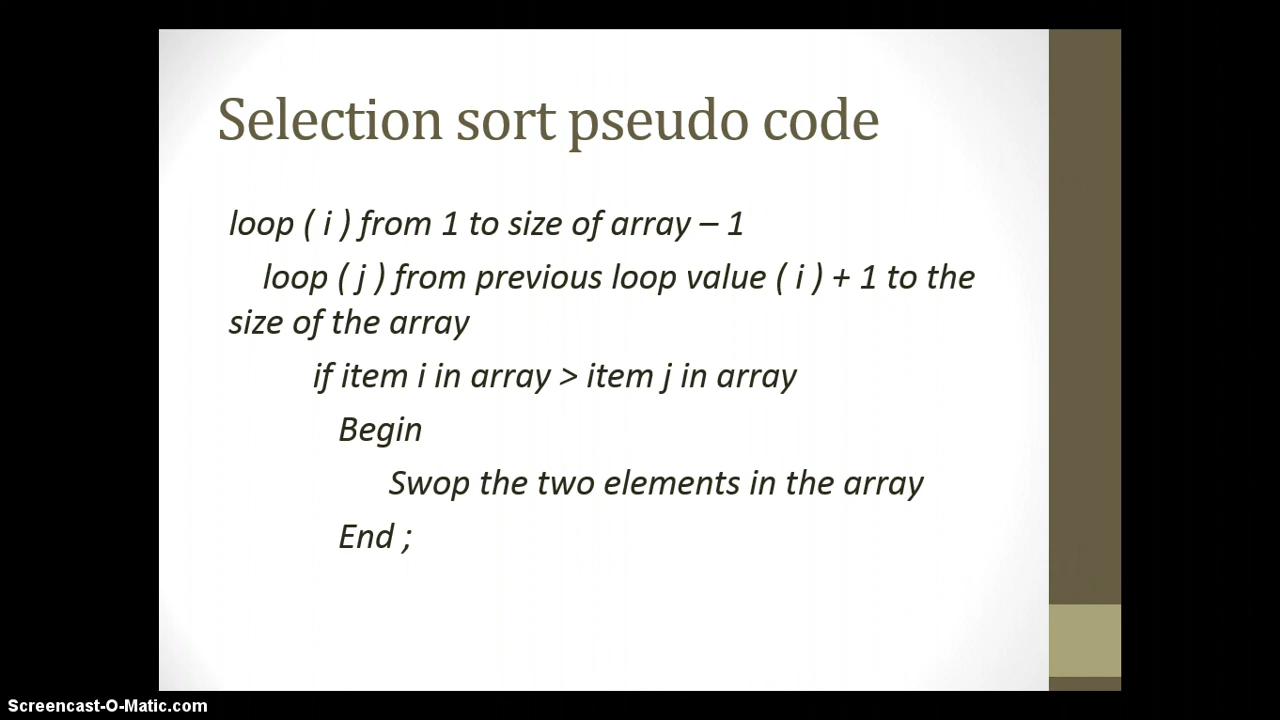 Selection sort pseudo code
loop ( i ) from 1 to size of array – 1
loop ( j ) from previous loop value ( i ) + 1 to the
size of the array
if item i in array > item j in array
Begin
Swop the two elements in the array
End ;
Screencast-O-Matic.com